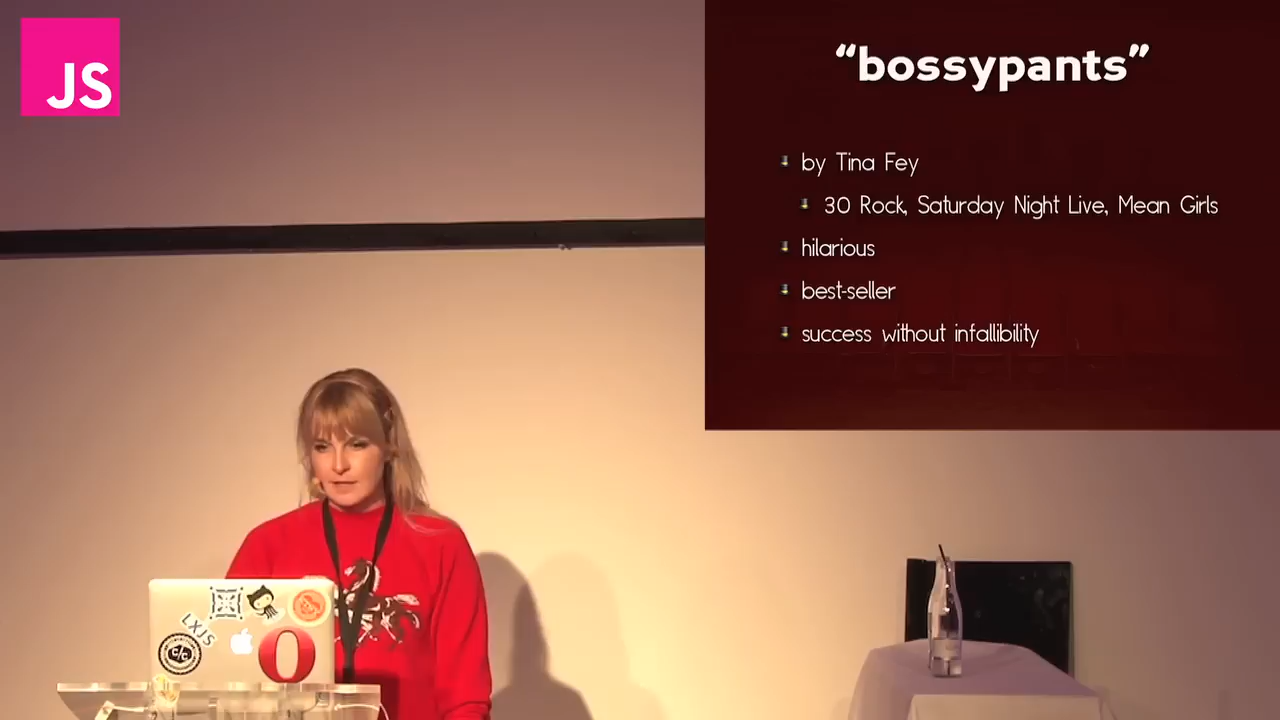 JS
“bossypants”
by Tina Fey
30 Rock, Saturday Night Live, Mean Girls
hilarious
best-seller
success without infallibility
LXJS
c/c